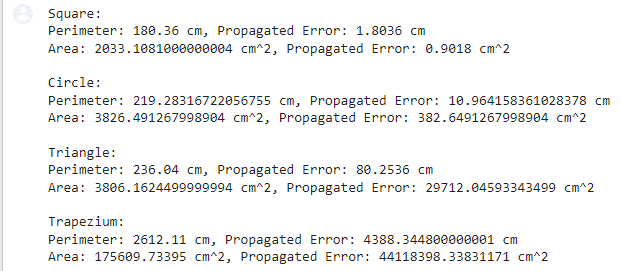 Square:
Perimeter: 180.36 cm, Propagated Error: 1.8036 cm
Area: 2033.1081000000004 cm^2, Propagated Error: 0.9018 cm^2
Circle:
Perimeter: 219.28316722056755 cm, Propagated Error: 10.964158361028378 cm
Area: 3826.491267998904 cm^2, Propagated Error: 382.6491267998904 cm^2
Triangle:
Perimeter: 236.04 cm, Propagated Error: 80.2536 cm
Area: 3806.1624499999994 cm^2, Propagated Error: 29712.04593343499 cm^2
Trapezium:
Perimeter: 2612.11 cm, Propagated Error: 4388.344800000001 cm
Area: 175609.73395 cm^2, Propagated Error: 44118398.33831171 cm^2